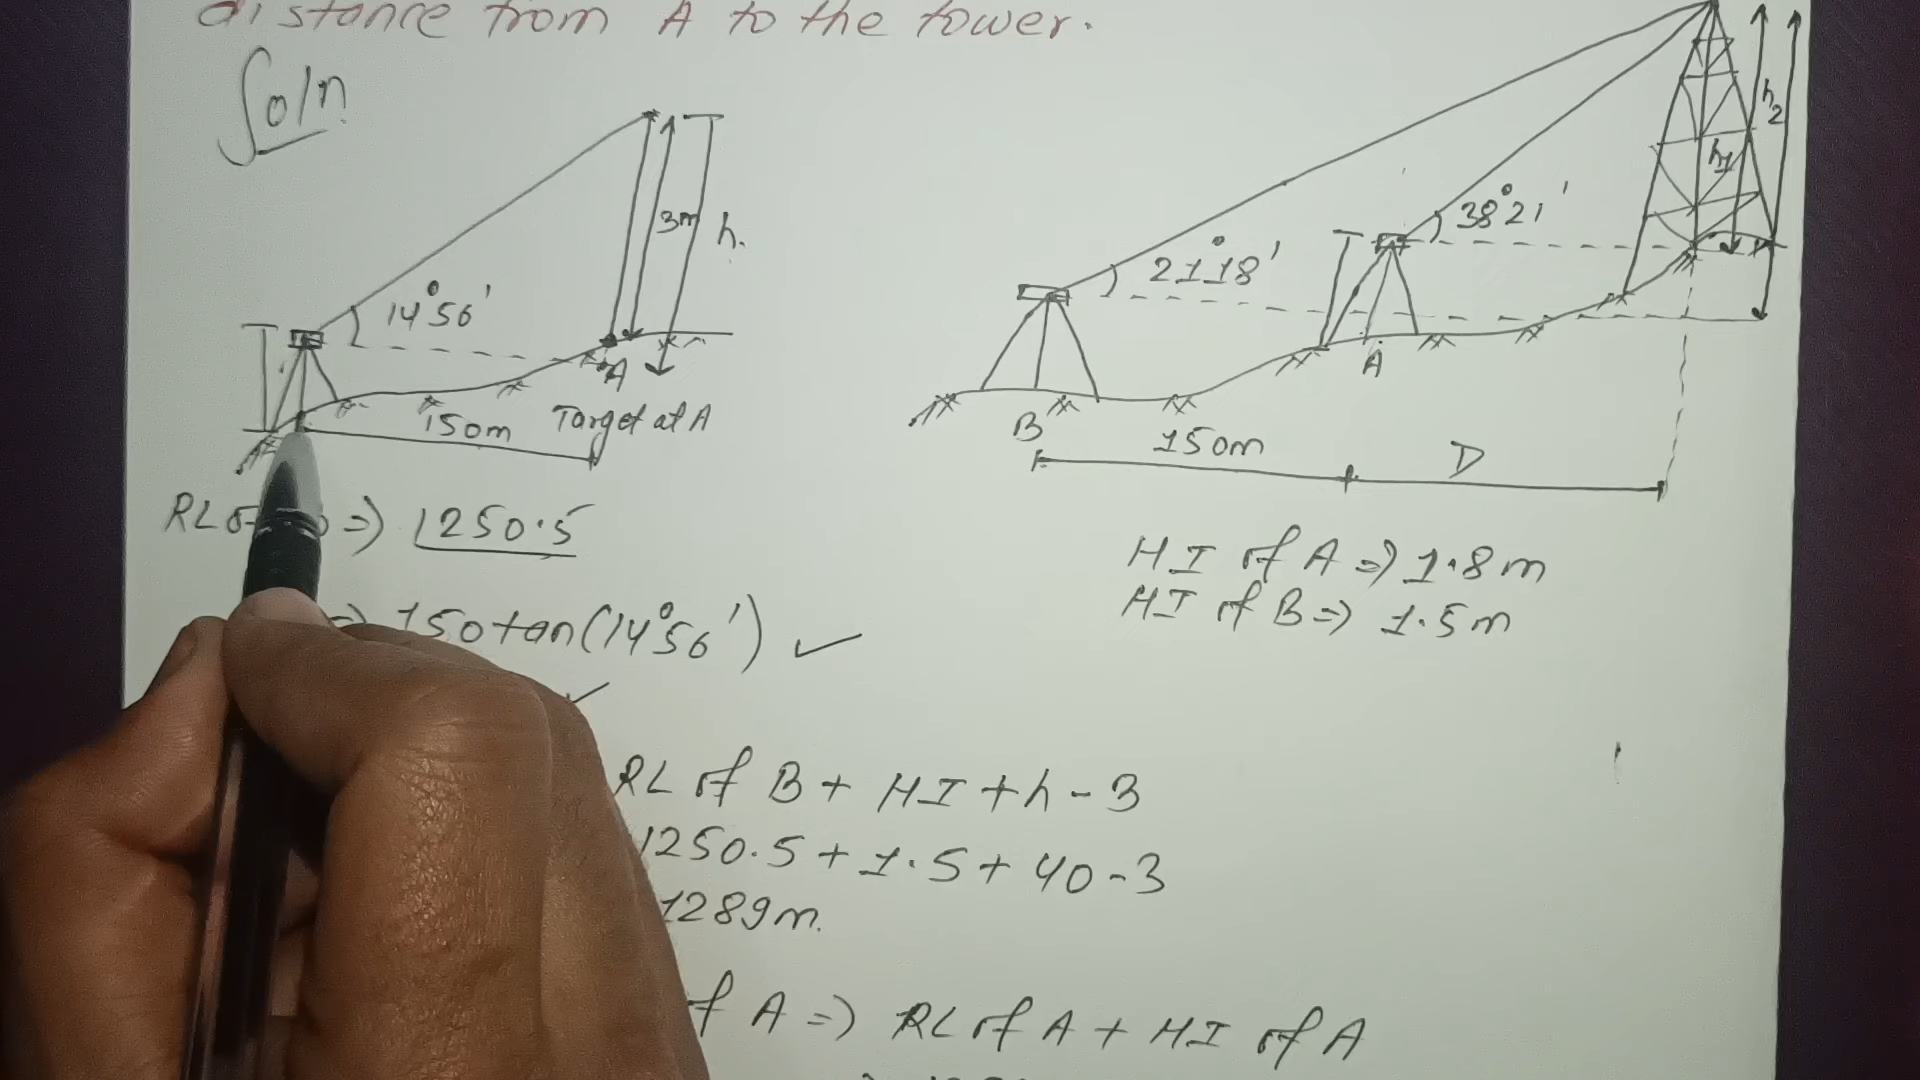 distance from A to the tower.
Soln
3m h.
14°56'
A
150m Target at A
RL => 1250.5
=> 150tan(14°56') ✓
RL of B + HI + h - 3
1250.5 + 1.5 + 40 - 3
1289m.
of A => RL of A + HI of A
h2
h1
38°21'
21°18'
A
B
150m D
HI of A => 1.8m
HI of B => 1.5m